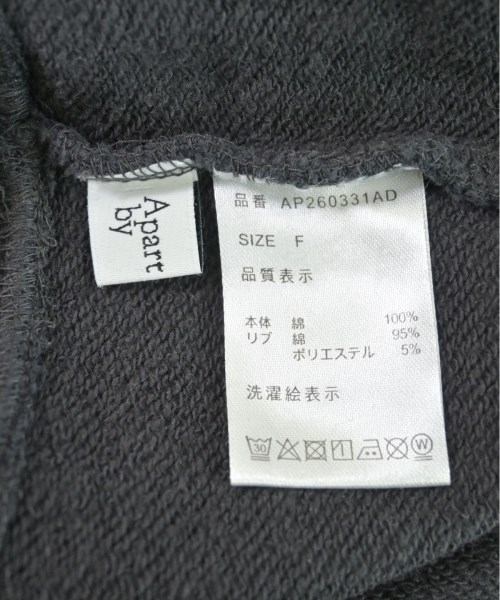 Apart
by
品番 AP260331AD
SIZE F
品質表示
本体 綿 100%
リブ 綿 95%
ポリエステル 5%
洗濯絵表示
30 W